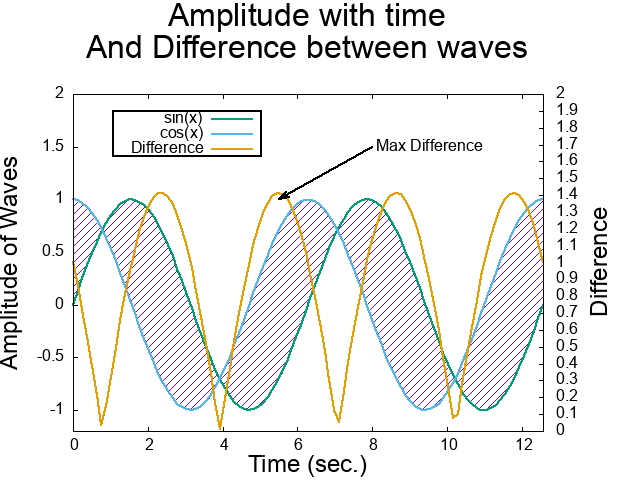 Amplitude with time
And Difference between waves
2
1.5
1
0.5
0
-0.5
-1
Amplitude of Waves
sin(x)
cos(x)
Difference
Max Difference
2
1.9
1.8
1.7
1.6
1.5
1.4
1.3
1.2
1.1
1
0.9
0.8
0.7
0.6
0.5
0.4
0.3
0.2
0.1
0
Difference
0 2 4 6 8 10 12
Time (sec.)